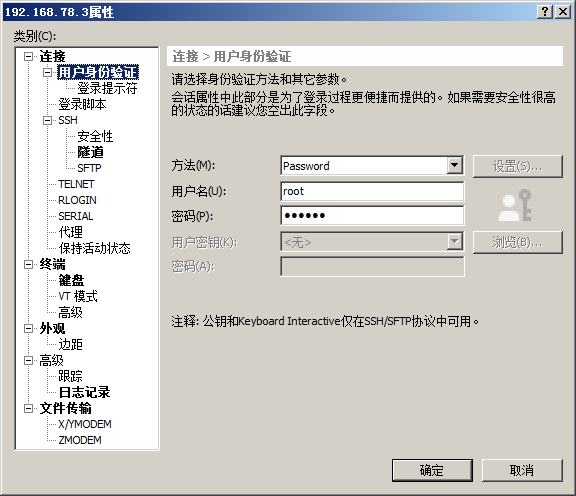 192.168.78.3属性
类别(C):
连接
用户身份验证
登录提示符
登录脚本
SSH
安全性
隧道
SFTP
TELNET
RLOGIN
SERIAL
代理
保持活动状态
终端
键盘
VT 模式
高级
外观
边距
高级
跟踪
日志记录
文件传输
X/YMODEM
ZMODEM
连接 > 用户身份验证
请选择身份验证方法和其它参数。
会话属性中此部分是为了登录过程更便捷而提供的。如果需要安全性很高
的状态的话建议您空出此字段。
方法(M): Password 设置(S)...
用户名(U): root
密码(P): ●●●●●●
用户密钥(K): <无> 浏览(B)...
密码(A):
注释: 公钥和Keyboard Interactive仅在SSH/SFTP协议中可用。
确定 取消